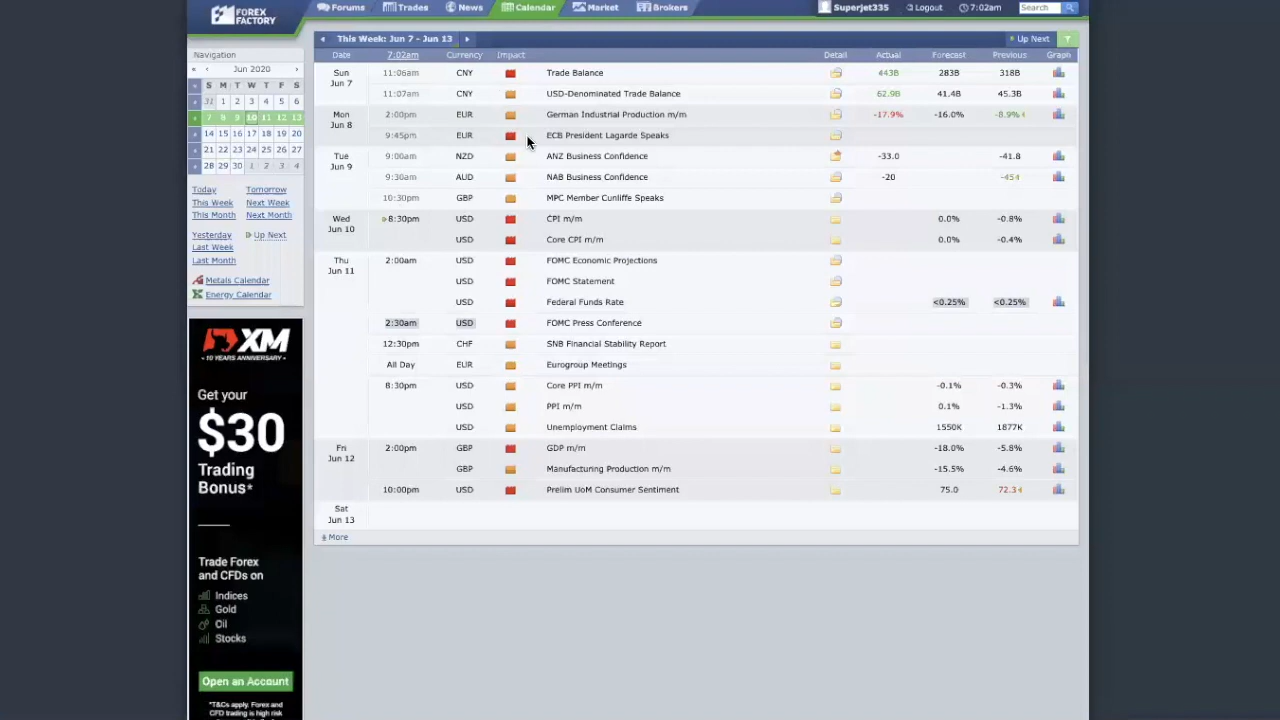 FOREX FACTORY
Forums Trades News Calendar Market Brokers Superjet335 Logout 7:02am Search
Navigation
« ‹ Jun 2020 ›
S M T W T F S
31 1 2 3 4 5 6
7 8 9 10 11 12 13
14 15 16 17 18 19 20
21 22 23 24 25 26 27
28 29 30 1 2 3 4
Today Tomorrow
This Week Next Week
This Month Next Month
Yesterday Up Next
Last Week
Last Month
Metals Calendar
Energy Calendar
XM
10 YEARS ANNIVERSARY
Get your
$30
Trading
Bonus*
Trade Forex
and CFDs on
Indices
Gold
Oil
Stocks
Open an Account
*T&Cs apply. Forex and
CFD trading is high risk
This Week: Jun 7 - Jun 13 Up Next
Date 7:02am Currency Impact Detail Actual Forecast Previous Graph
Sun Jun 7 11:06am CNY Trade Balance 443B 283B 318B
11:07am CNY USD-Denominated Trade Balance 62.9B 41.4B 45.3B
Mon Jun 8 2:00pm EUR German Industrial Production m/m -17.9% -16.0% -8.9%
9:45pm EUR ECB President Lagarde Speaks
Tue Jun 9 9:00am NZD ANZ Business Confidence -33.0 -41.8
9:30am AUD NAB Business Confidence -20 -45
10:30pm GBP MPC Member Cunliffe Speaks
Wed Jun 10 8:30pm USD CPI m/m 0.0% -0.8%
USD Core CPI m/m 0.0% -0.4%
Thu Jun 11 2:00am USD FOMC Economic Projections
USD FOMC Statement
USD Federal Funds Rate <0.25% <0.25%
2:30am USD FOMC Press Conference
12:30pm CHF SNB Financial Stability Report
All Day EUR Eurogroup Meetings
8:30pm USD Core PPI m/m -0.1% -0.3%
USD PPI m/m 0.1% -1.3%
USD Unemployment Claims 1550K 1877K
Fri Jun 12 2:00pm GBP GDP m/m -18.0% -5.8%
GBP Manufacturing Production m/m -15.5% -4.6%
10:00pm USD Prelim UoM Consumer Sentiment 75.0 72.3
Sat Jun 13
More